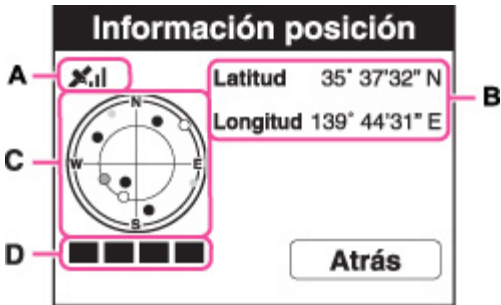 Información posición
A
Latitud 35° 37'32" N
B
Longitud 139° 44'31" E
C
N
W E
S
D
Atrás